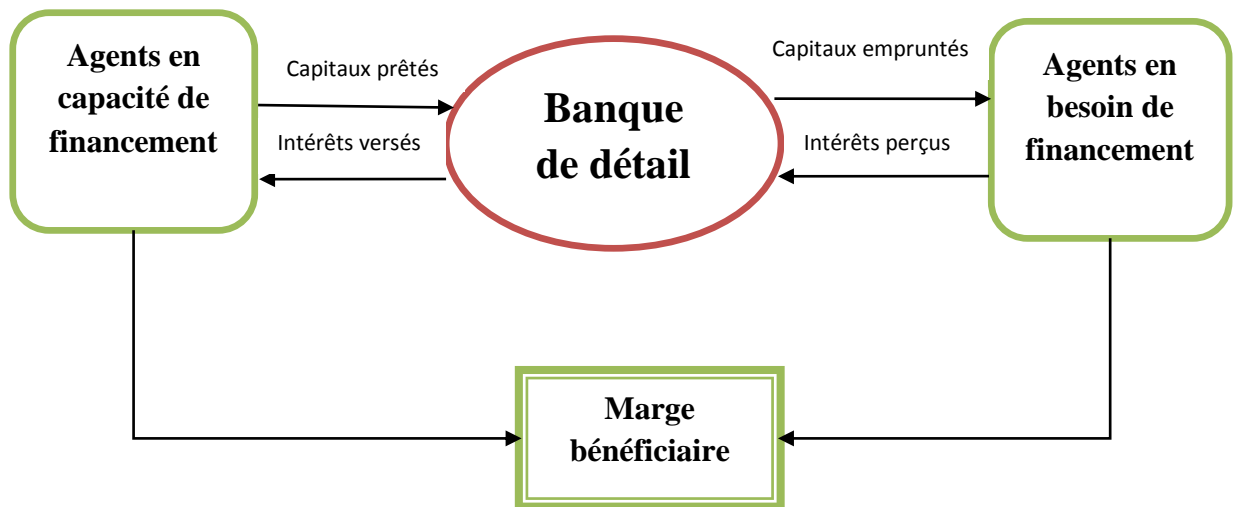 Agents en
capacité de
financement
Capitaux prêtés
Intérêts versés
Banque
de détail
Capitaux empruntés
Intérêts perçus
Agents en
besoin de
financement
Marge
bénéficiaire